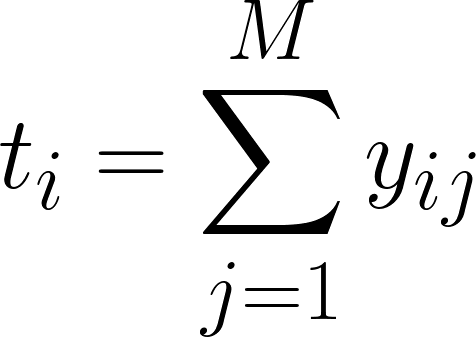 t_i = \sum_{j=1}^{M} y_{ij}